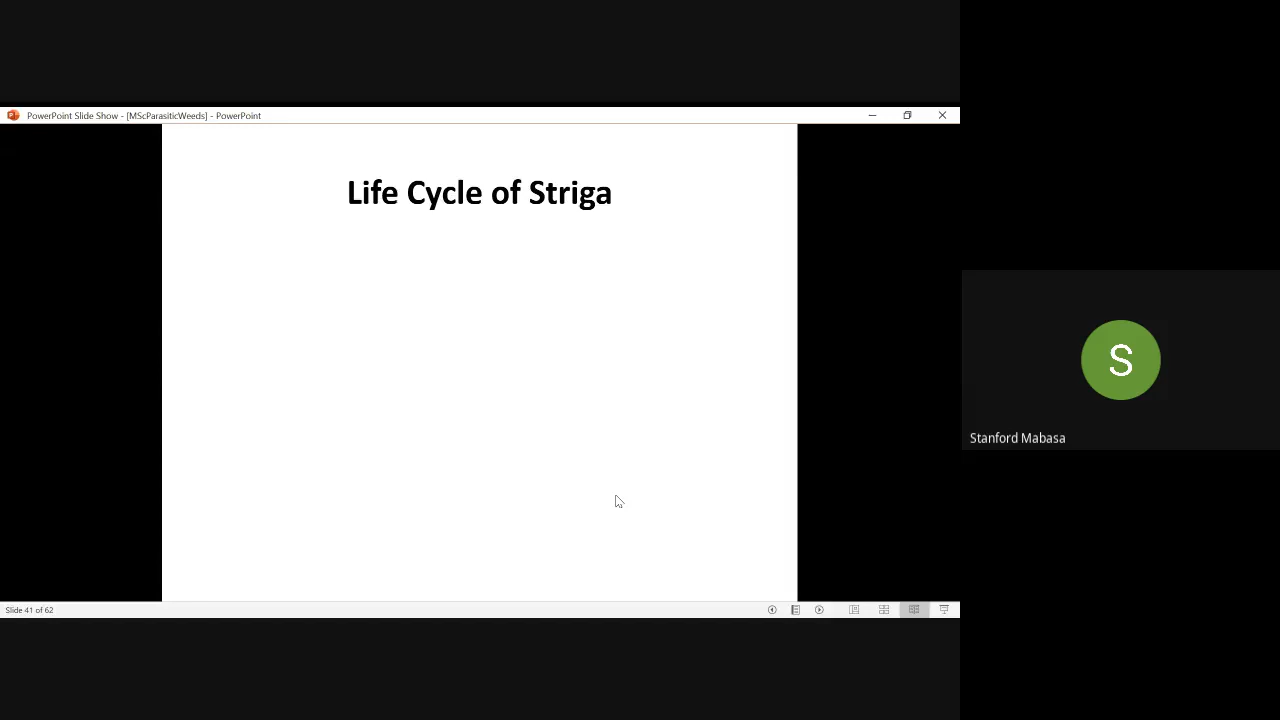 PowerPoint Slide Show - [MScParasiticWeeds] - PowerPoint
Life Cycle of Striga
S
Stanford Mabasa
Slide 41 of 62